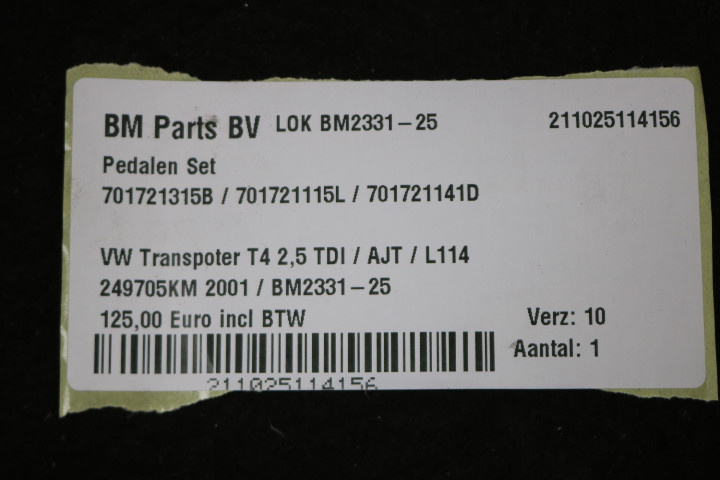 BM Parts BV LOK BM2331-25 211025114156
Pedalen Set
701721315B / 701721115L / 701721141D
VW Transpoter T4 2,5 TDI / AJT / L114
249705KM 2001 / BM2331-25
125,00 Euro incl BTW Verz: 10
Aantal: 1
211025114156